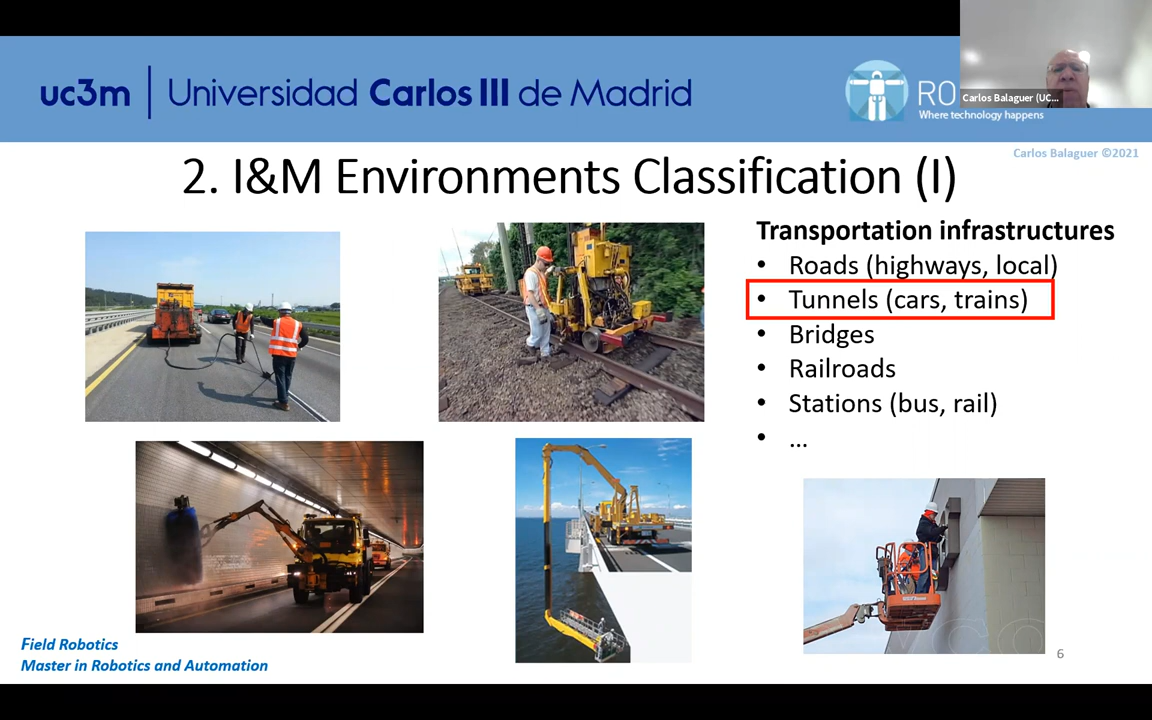 uc3m | Universidad Carlos III de Madrid
RO
Where technology happens
Carlos Balaguer (UC...
Carlos Balaguer ©2021
2. I&M Environments Classification (I)
Transportation infrastructures
• Roads (highways, local)
• Tunnels (cars, trains)
• Bridges
• Railroads
• Stations (bus, rail)
• ...
Field Robotics
Master in Robotics and Automation
6